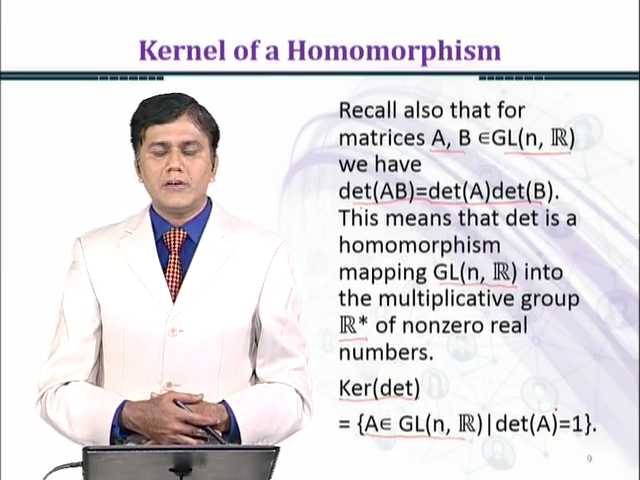 Kernel of a Homomorphism
Recall also that for
matrices A, B ∈GL(n, ℝ)
we have
det(AB)=det(A)det(B).
This means that det is a
homomorphism
mapping GL(n, ℝ) into
the multiplicative group
ℝ* of nonzero real
numbers.
Ker(det)
= {A∈ GL(n, ℝ)|det(A)=1}.
9